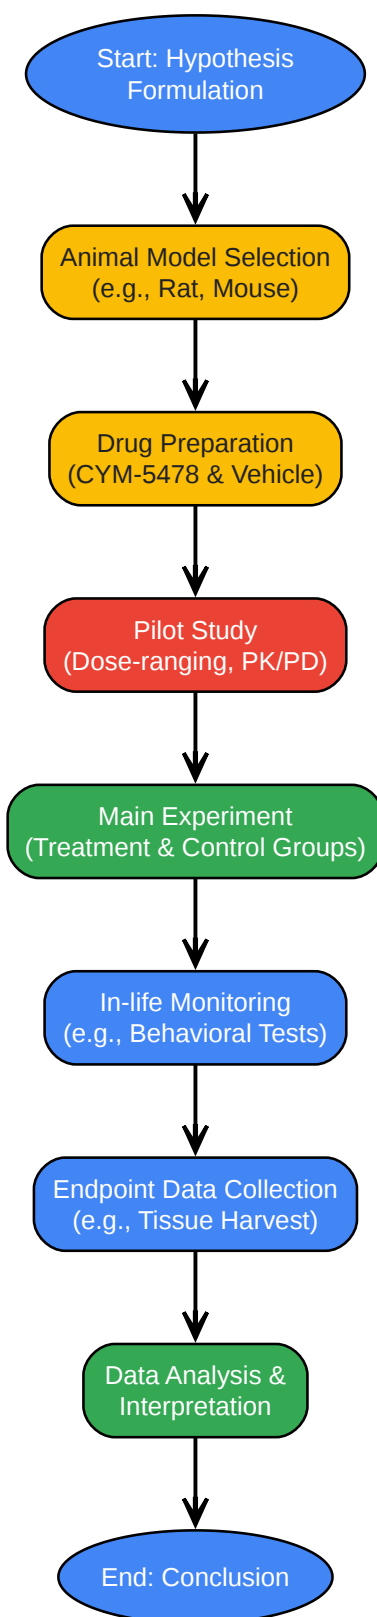 Start: Hypothesis
Formulation
Animal Model Selection
(e.g., Rat, Mouse)
Drug Preparation
(CYM-5478 & Vehicle)
Pilot Study
(Dose-ranging, PK/PD)
Main Experiment
(Treatment & Control Groups)
In-life Monitoring
(e.g., Behavioral Tests)
Endpoint Data Collection
(e.g., Tissue Harvest)
Data Analysis &
Interpretation
End: Conclusion